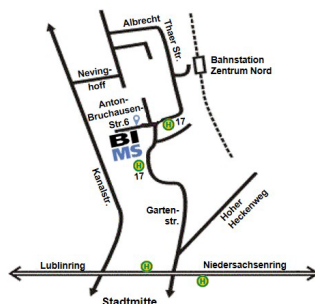 Albrecht
Thaer Str.
Neving-
hoff
Bahnstation
Zentrum Nord
Anton-
Bruchausen-
Str.6
H 17
BI
MS
H
17
Kanalstr.
Garten-
str.
Hoher
Heckenweg
Lublinring
H
Niedersachsenring
H
Stadtmitte